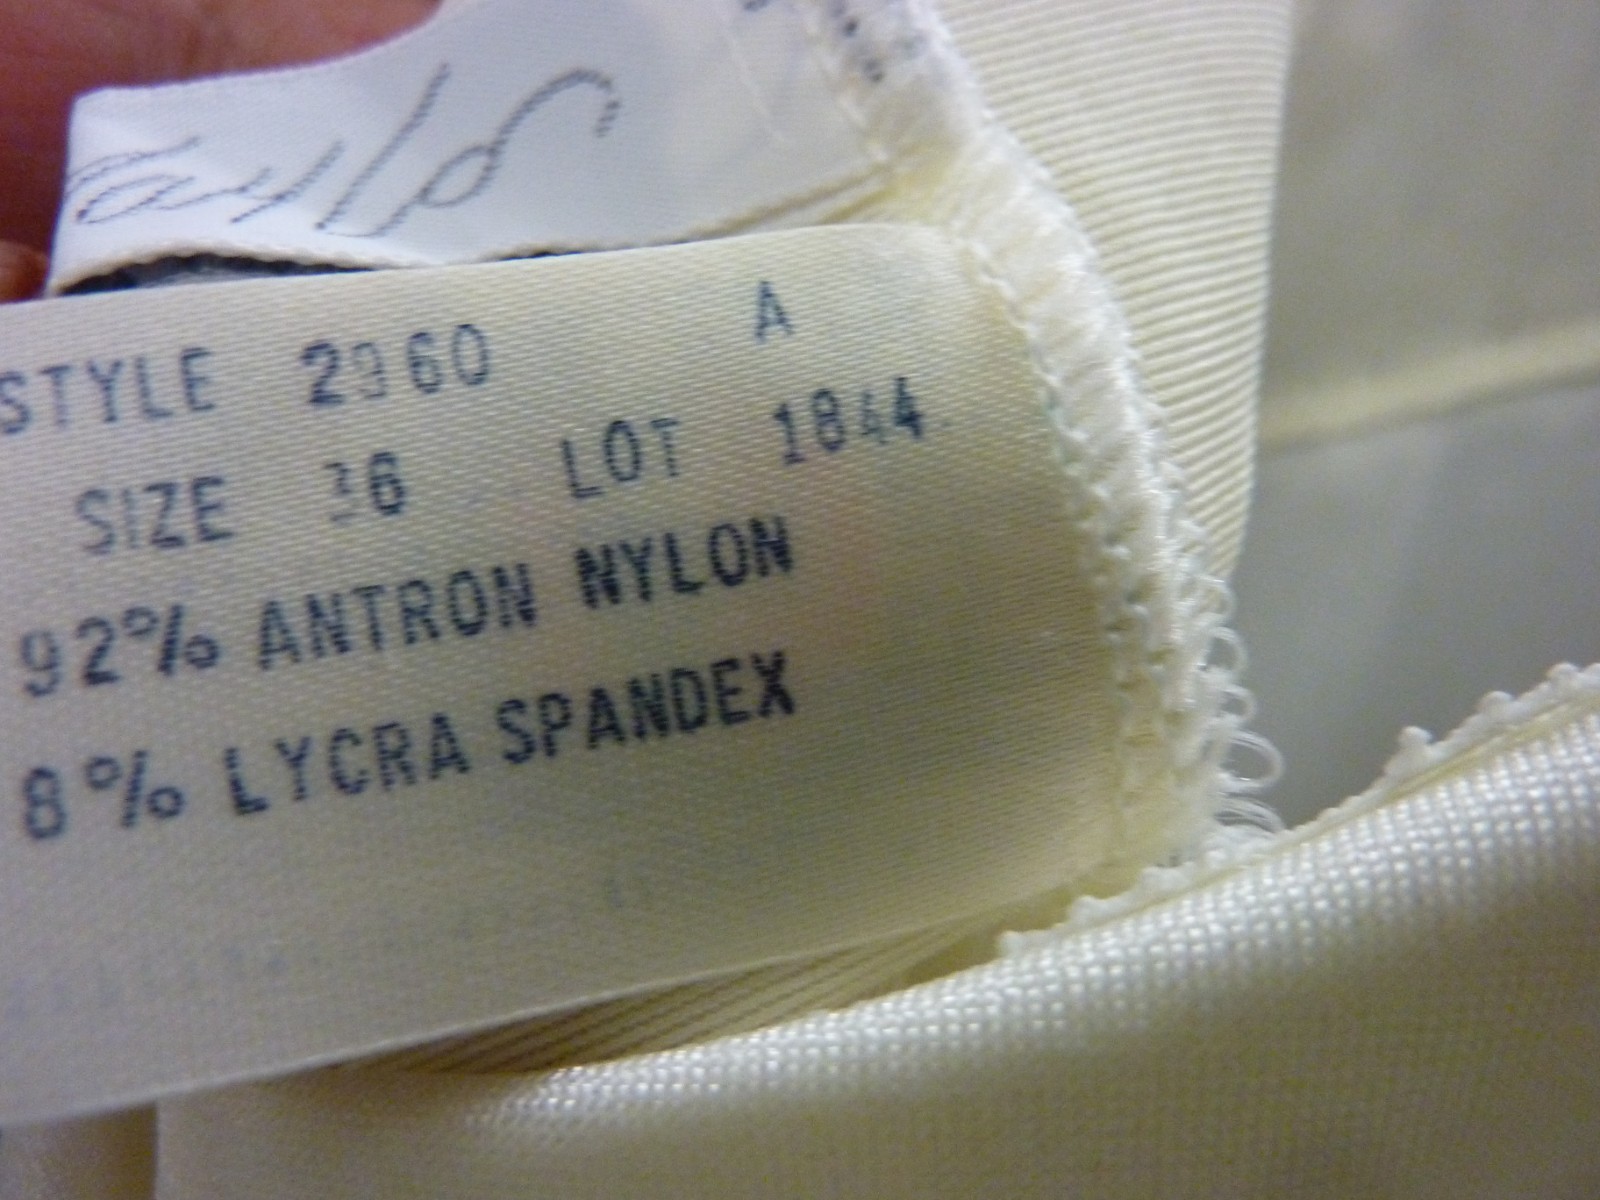 STYLE 2960 A
SIZE 36 LOT 1844
92% ANTRON NYLON
8% LYCRA SPANDEX